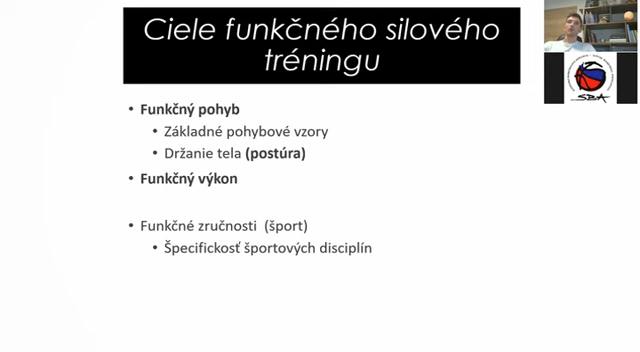 Ciele funkčného silového
tréningu
• Funkčný pohyb
• Základné pohybové vzory
• Držanie tela (postúra)
• Funkčný výkon
• Funkčné zručnosti (šport)
• Špecifickosť športových disciplín
SBA